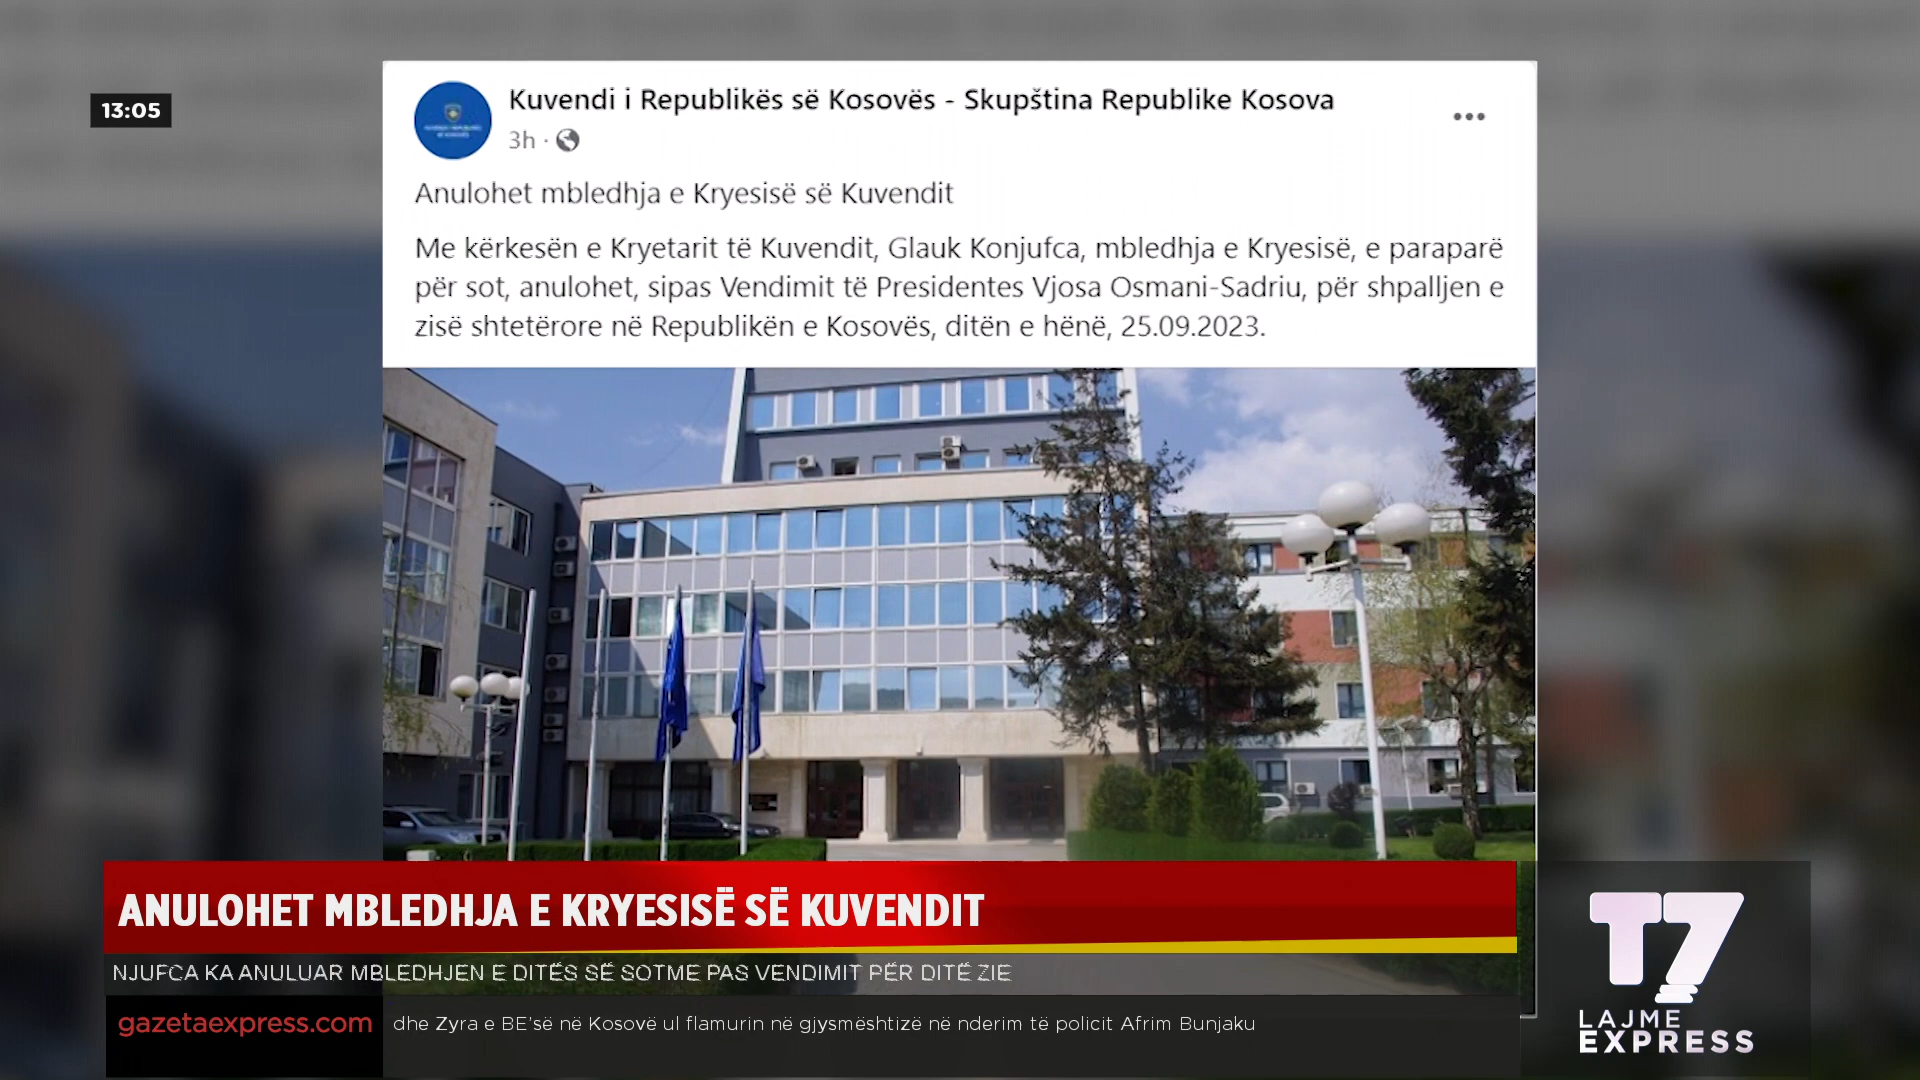 13:05
Kuvendi i Republikës së Kosovës - Skupština Republike Kosova
3h ·
Anulohet mbledhja e Kryesisë së Kuvendit
Me kërkesën e Kryetarit të Kuvendit, Glauk Konjufca, mbledhja e Kryesisë, e paraparë
për sot, anulohet, sipas Vendimit të Presidentes Vjosa Osmani-Sadriu, për shpalljen e
zisë shtetërore në Republikën e Kosovës, ditën e hënë, 25.09.2023.
ANULOHET MBLEDHJA E KRYESISË SË KUVENDIT
NJUFCA KA ANULUAR MBLEDHJEN E DITËS SË SOTME PAS VENDIMIT PËR DITË ZIE
gazetaexpress.com
dhe Zyra e BE'së në Kosovë ul flamurin në gjysmështizë në nderim të policit Afrim Bunjaku
T7
LAJME
EXPRESS